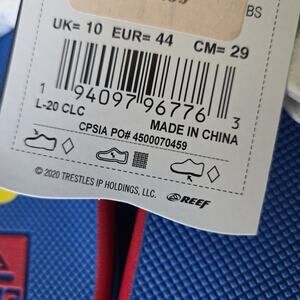 BS
UK= 10 EUR= 44 CM= 29
1 94097 96776 3
L-20 CLC
MADE IN CHINA
CPSIA PO# 4500070459
© 2020 TRESTLES IP HOLDINGS, LLC.
REEF